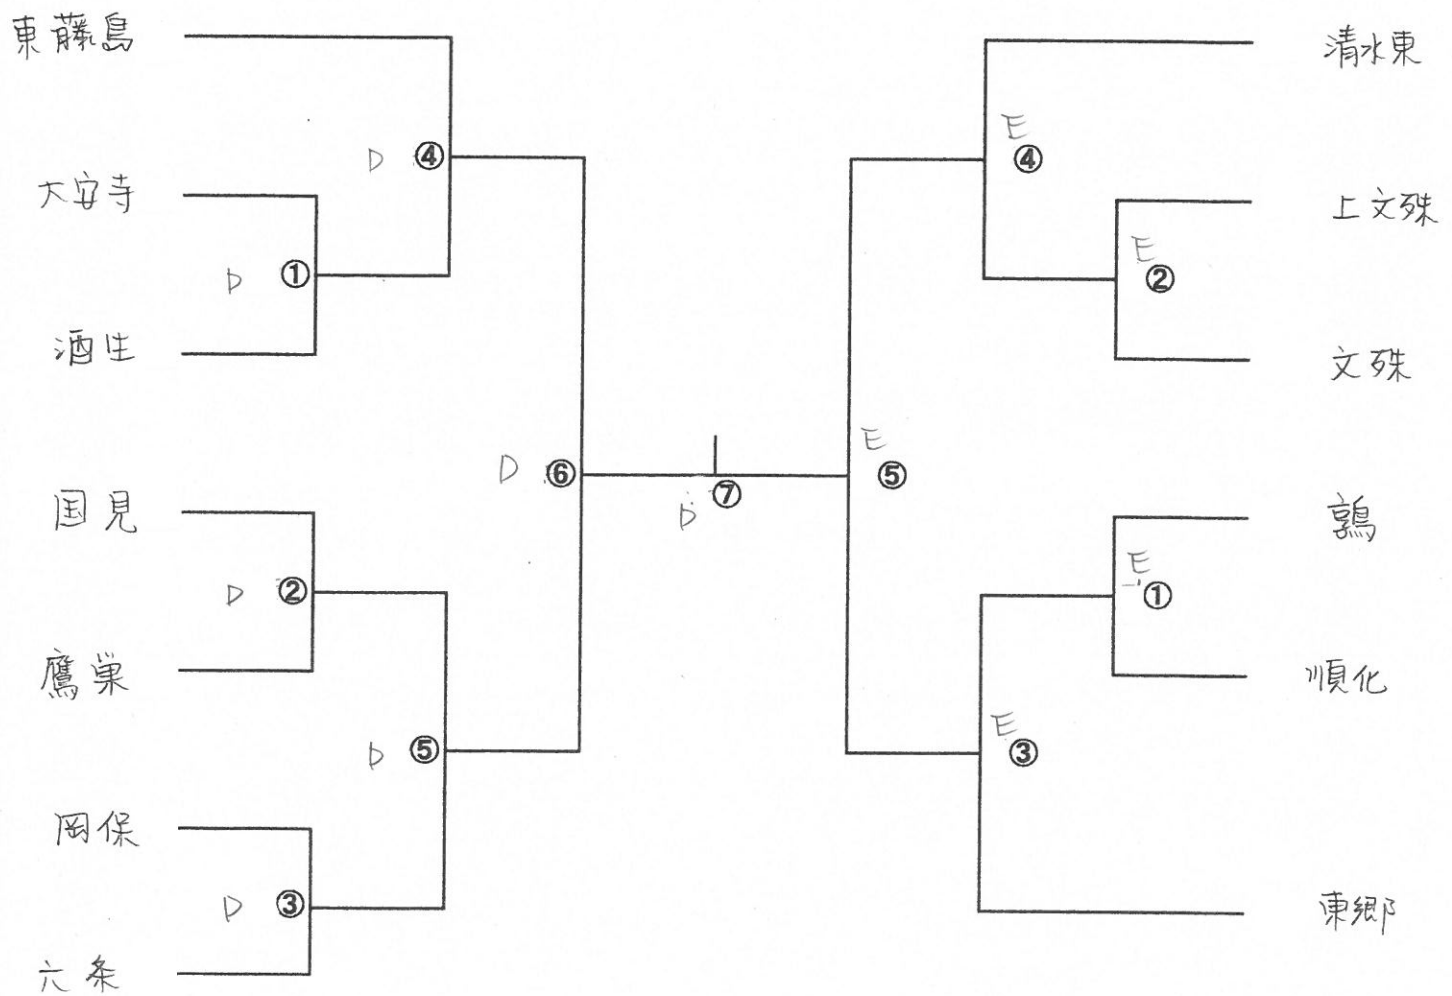 東藤島
清水東
E
D ④
④
大安寺
上文殊
E
D ①
②
酒生
文殊
E
D ⑥
⑤
⑦
D
国見
鶉
E
D ②
①
鷹巣
順化
E
D ⑤
③
岡保
D ③
東郷
六条